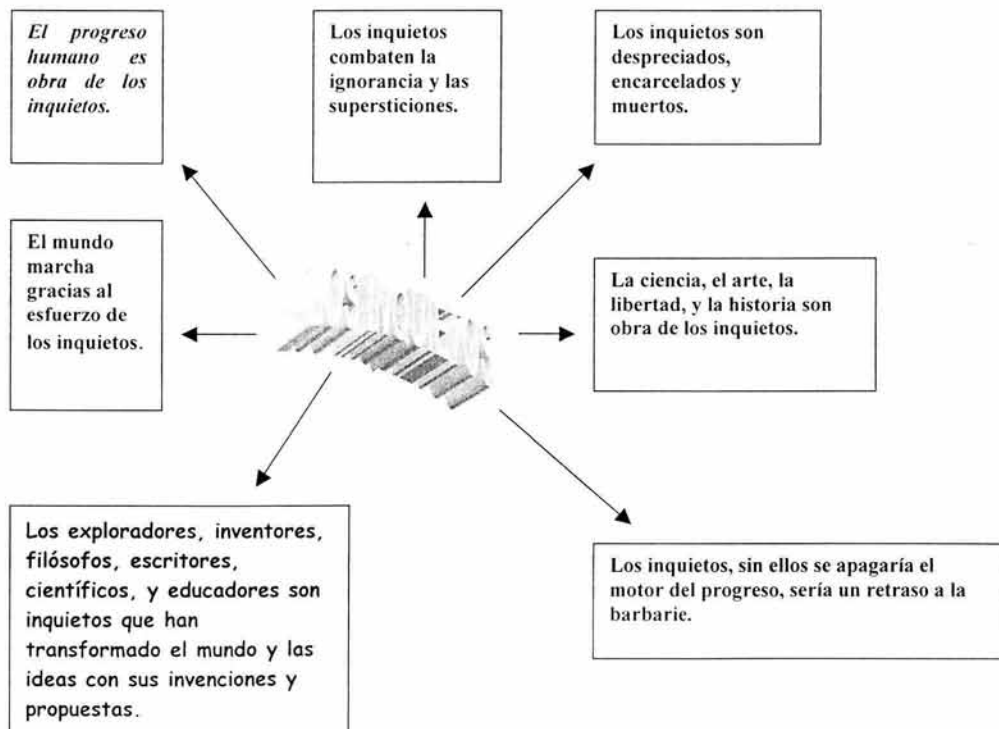 El progreso
humano es
obra de los
inquietos.
Los inquietos
combaten la
ignorancia y las
supersticiones.
Los inquietos son
despreciados,
encarcelados y
muertos.
El mundo
marcha
gracias al
esfuerzo de
los inquietos.
La ciencia, el arte, la
libertad, y la historia son
obra de los inquietos.
Los exploradores, inventores,
filósofos, escritores,
científicos, y educadores son
inquietos que han
transformado el mundo y las
ideas con sus invenciones y
propuestas.
Los inquietos, sin ellos se apagaría el
motor del progreso, sería un retraso a la
barbarie.